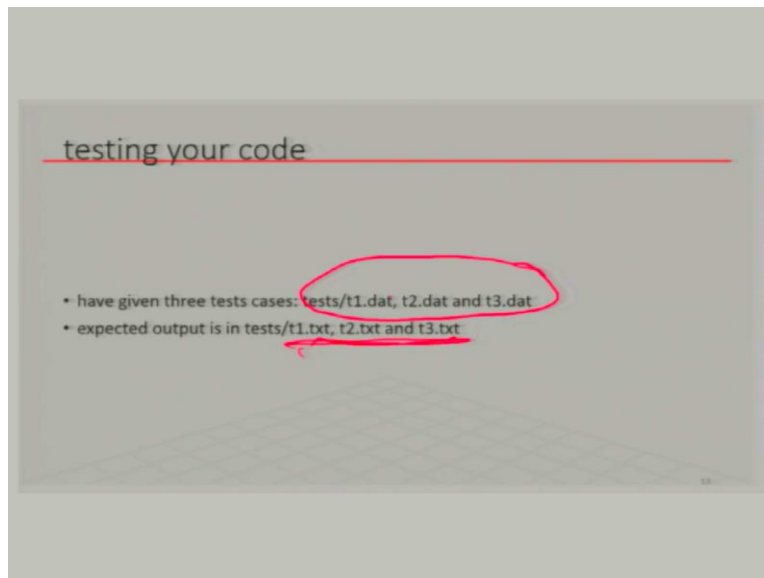 testing your code
• have given three tests cases: tests/t1.dat, t2.dat and t3.dat
• expected output is in tests/t1.txt, t2.txt and t3.txt